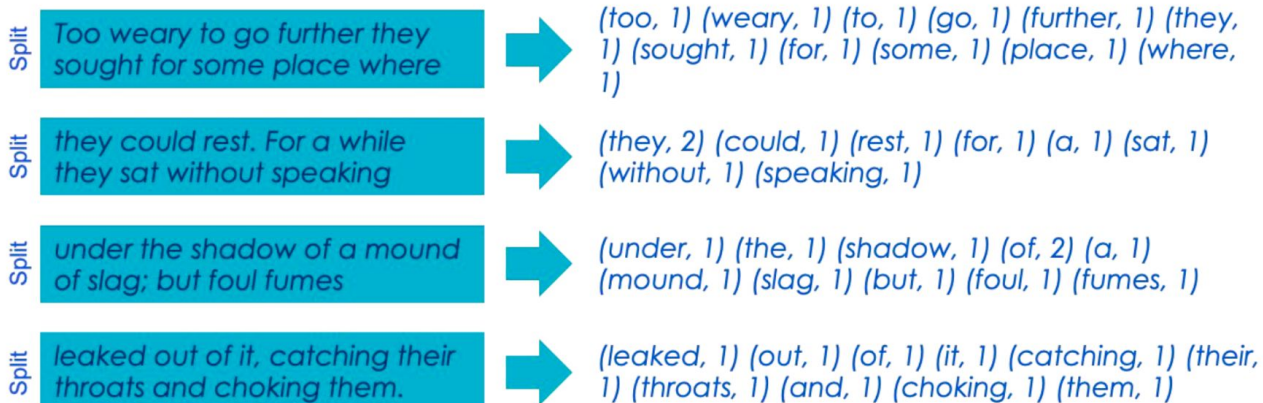 Split
Too weary to go further they
sought for some place where
(too, 1) (weary, 1) (to, 1) (go, 1) (further, 1) (they,
1) (sought, 1) (for, 1) (some, 1) (place, 1) (where,
1)
Split
they could rest. For a while
they sat without speaking
(they, 2) (could, 1) (rest, 1) (for, 1) (a, 1) (sat, 1)
(without, 1) (speaking, 1)
Split
under the shadow of a mound
of slag; but foul fumes
(under, 1) (the, 1) (shadow, 1) (of, 2) (a, 1)
(mound, 1) (slag, 1) (but, 1) (foul, 1) (fumes, 1)
Split
leaked out of it, catching their
throats and choking them.
(leaked, 1) (out, 1) (of, 1) (it, 1) (catching, 1) (their,
1) (throats, 1) (and, 1) (choking, 1) (them, 1)